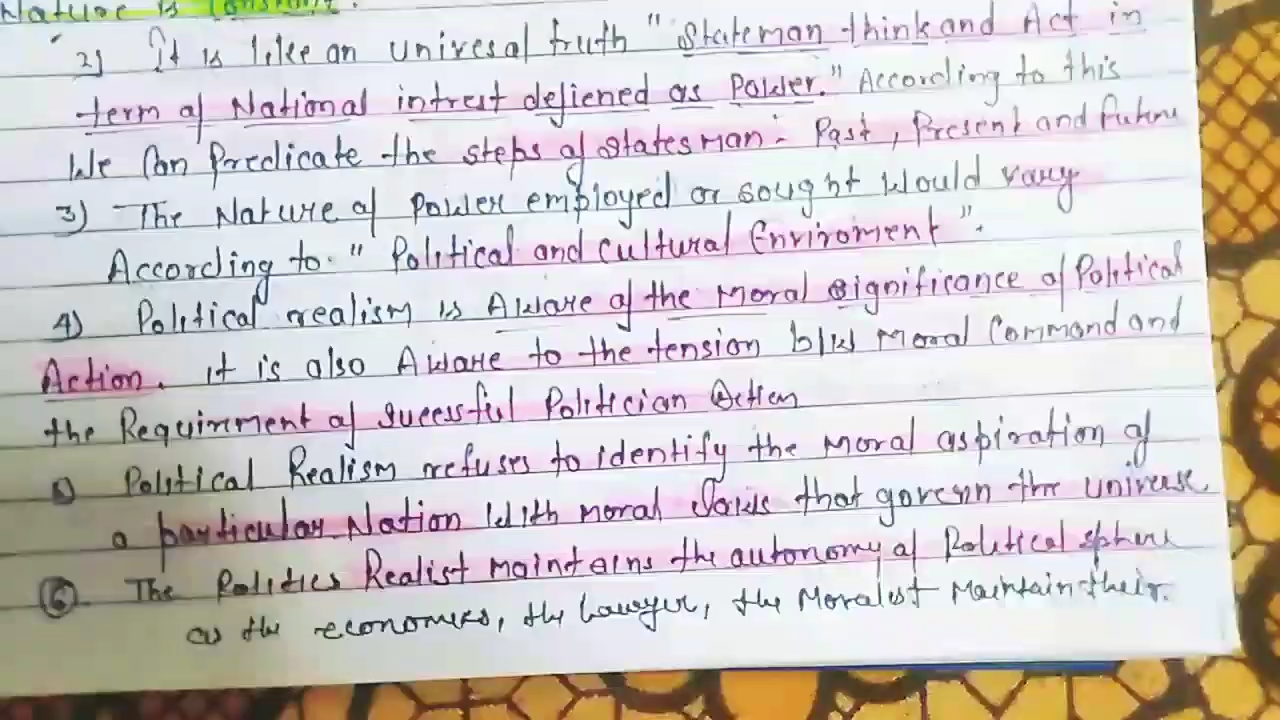 Nature is Constant.
2) It is like an univesal truth "Stateman think and Act in
term of National intrest defiened as Power." According to this
We Can Predicate the steps of statesman - Past, Present and Future
3) The Nature of Power employed or sought would vary
According to "Political and Cultural Enviroment".
4) Political realism is Aware of the moral significance of Political
Action. it is also Aware to the tension b/w moral Command and
the Requirment of sucessful Politician Action
5) Political Realism refuses to identify the moral aspiration of
a particular Nation With moral that govern the universe
6 The Politics Realist maintains the autonomy of Political sphere
as the economies, the lawyer, the Moralist Maintain their.